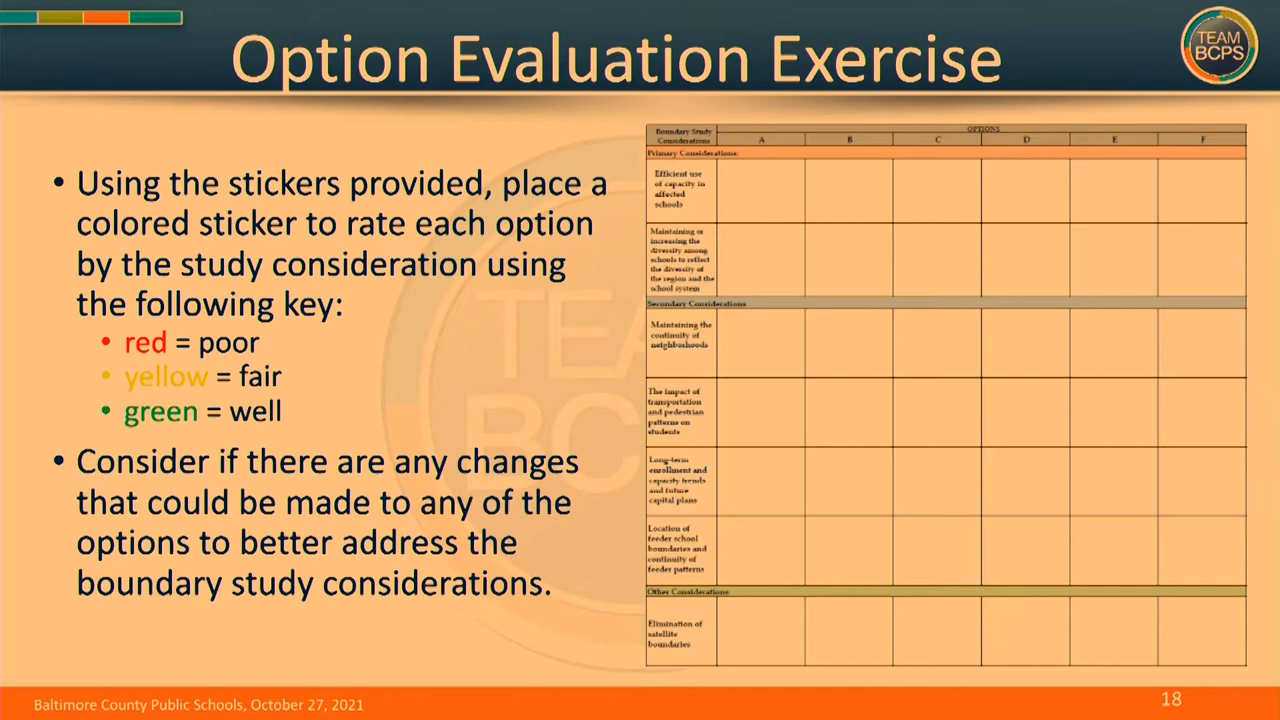 Option Evaluation Exercise
TEAM
BCPS
• Using the stickers provided, place a
colored sticker to rate each option
by the study consideration using
the following key:
• red = poor
• yellow = fair
• green = well
• Consider if there are any changes
that could be made to any of the
options to better address the
boundary study considerations.
Boundary Study
Considerations
OPTIONS
A B C D E F
Primary Considerations:
Efficient use
of capacity in
affected
schools
Maintaining or
increasing the
diversity among
schools to reflect
the diversity of
the region and the
school system
Secondary Considerations
Maintaining the
continuity of
neighborhoods
The impact of
transportation
and pedestrian
patterns on
students
Long-term
enrollment and
capacity trends
and future
capital plans
Location of
feeder school
boundaries and
continuity of
feeder patterns
Other Considerations
Elimination of
satellite
boundaries
TEAM
BCPS
Baltimore County Public Schools, October 27, 2021
18